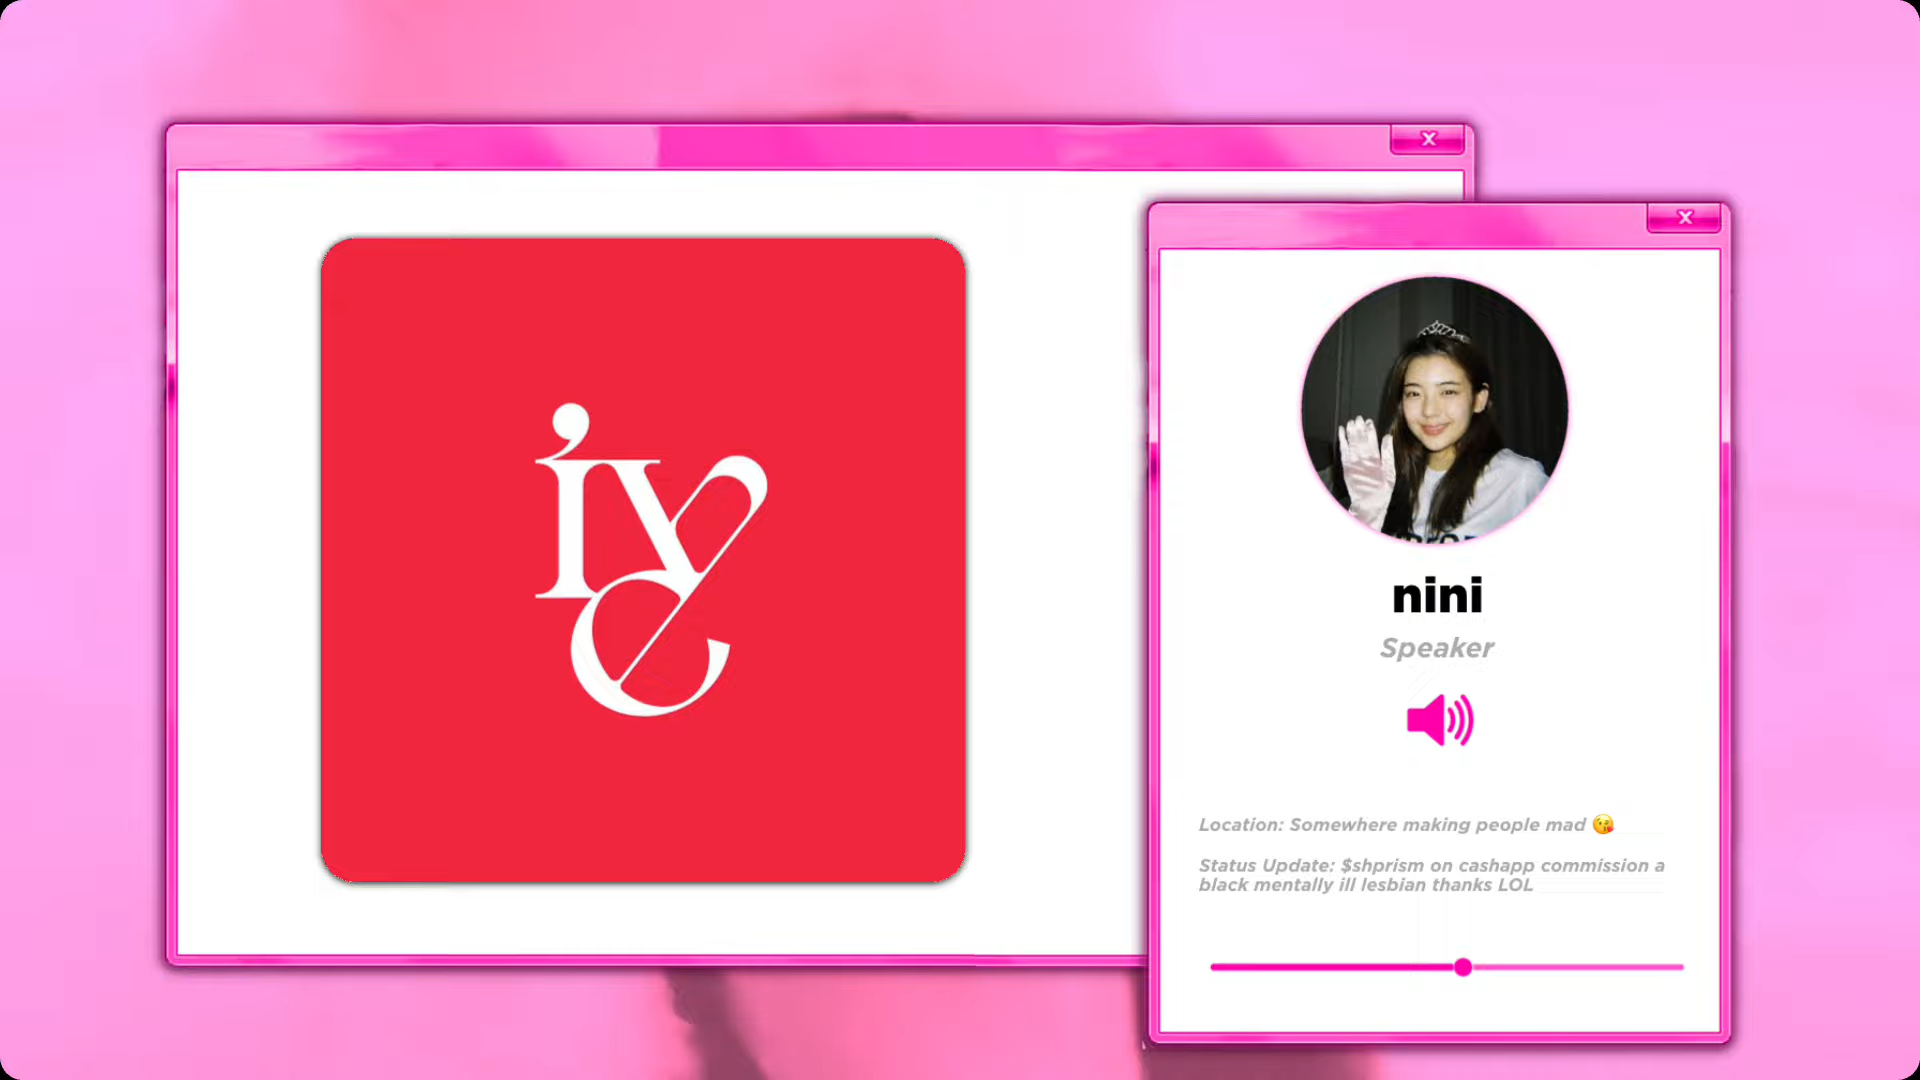 ive
nini
Speaker
Location: Somewhere making people mad 😘
Status Update: $shprism on cashapp commission a
black mentally ill lesbian thanks LOL